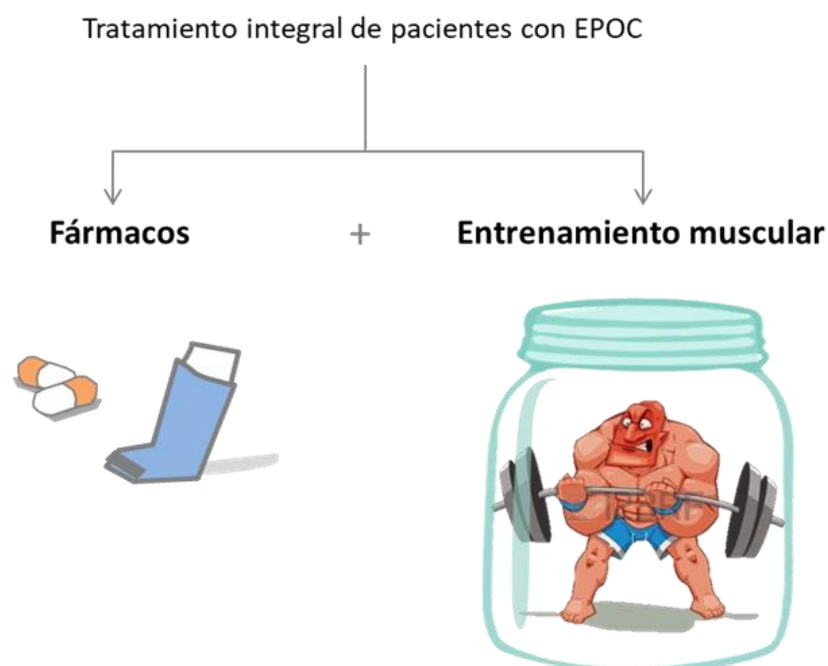 Tratamiento integral de pacientes con EPOC
Fármacos + Entrenamiento muscular